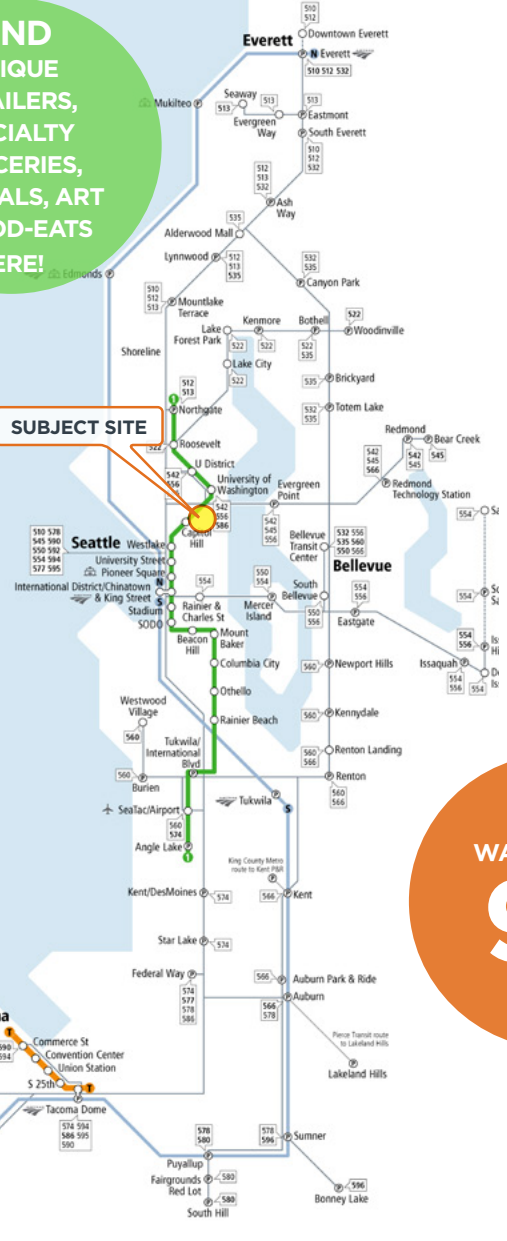 510
512
Downtown Everett
Everett
N Everett
510 512 532
ND
IQUE
AILERS,
CIALTY
CERIES,
ALS, ART
OD-EATS
ERE!
Mukilteo
Seaway
513
513
Evergreen
Way
513
Eastmont
South Everett
510
512
532
512
513
532
Ash
Way
535
Alderwood Mall
Lynnwood
512
513
535
532
535
Canyon Park
Edmonds
510
512
513
Mountlake
Terrace
Kenmore
Bothell
522
Lake
Forest Park
522
522
522
535
Woodinville
Shoreline
Lake City
522
512
513
535
Brickyard
1
Northgate
532
535
Totem Lake
SUBJECT SITE
522
Roosevelt
Redmond
Bear Creek
542
545
566
542
545
545
U District
542
556
University of
Washington
Evergreen
Point
Redmond
Technology Station
542
556
586
542
545
556
554
Sa
Capitol
Hill
510 578
545 590
550 592
554 594
577 595
Seattle
Westlake
University Street
Pioneer Square
International District/Chinatown
& King Street
Stadium
SODO
N
S
Bellevue
Transit
Center
532 556
535 560
550 566
Bellevue
554
Rainier &
Charles St
550
554
Mercer
Island
South
Bellevue
550
556
554
556
Eastgate
554
So
Sa
554
556
Is
Hi
Beacon
Hill
Mount
Baker
Columbia City
560
Newport Hills
Issaquah
554
556
554
D
Is
Othello
Westwood
Village
560
Rainier Beach
560
Kennydale
Tukwila/
International
Blvd
560
566
Renton Landing
560
Burien
Renton
560
566
SeaTac/Airport
560
574
Tukwila
S
Angle Lake
1
King County Metro
route to Kent P&R
WA
9
Kent/DesMoines
574
566
Kent
Star Lake
574
Federal Way
574
577
578
586
566
Auburn Park & Ride
566
578
Auburn
Pierce Transit route
to Lakeland Hills
Lakeland Hills
a
T
590
594
Commerce St
Convention Center
Union Station
S 25th
T
Tacoma Dome
574 594
586 595
590
578
580
578
596
Sumner
Puyallup
Fairgrounds
Red Lot
580
580
South Hill
596
Bonney Lake